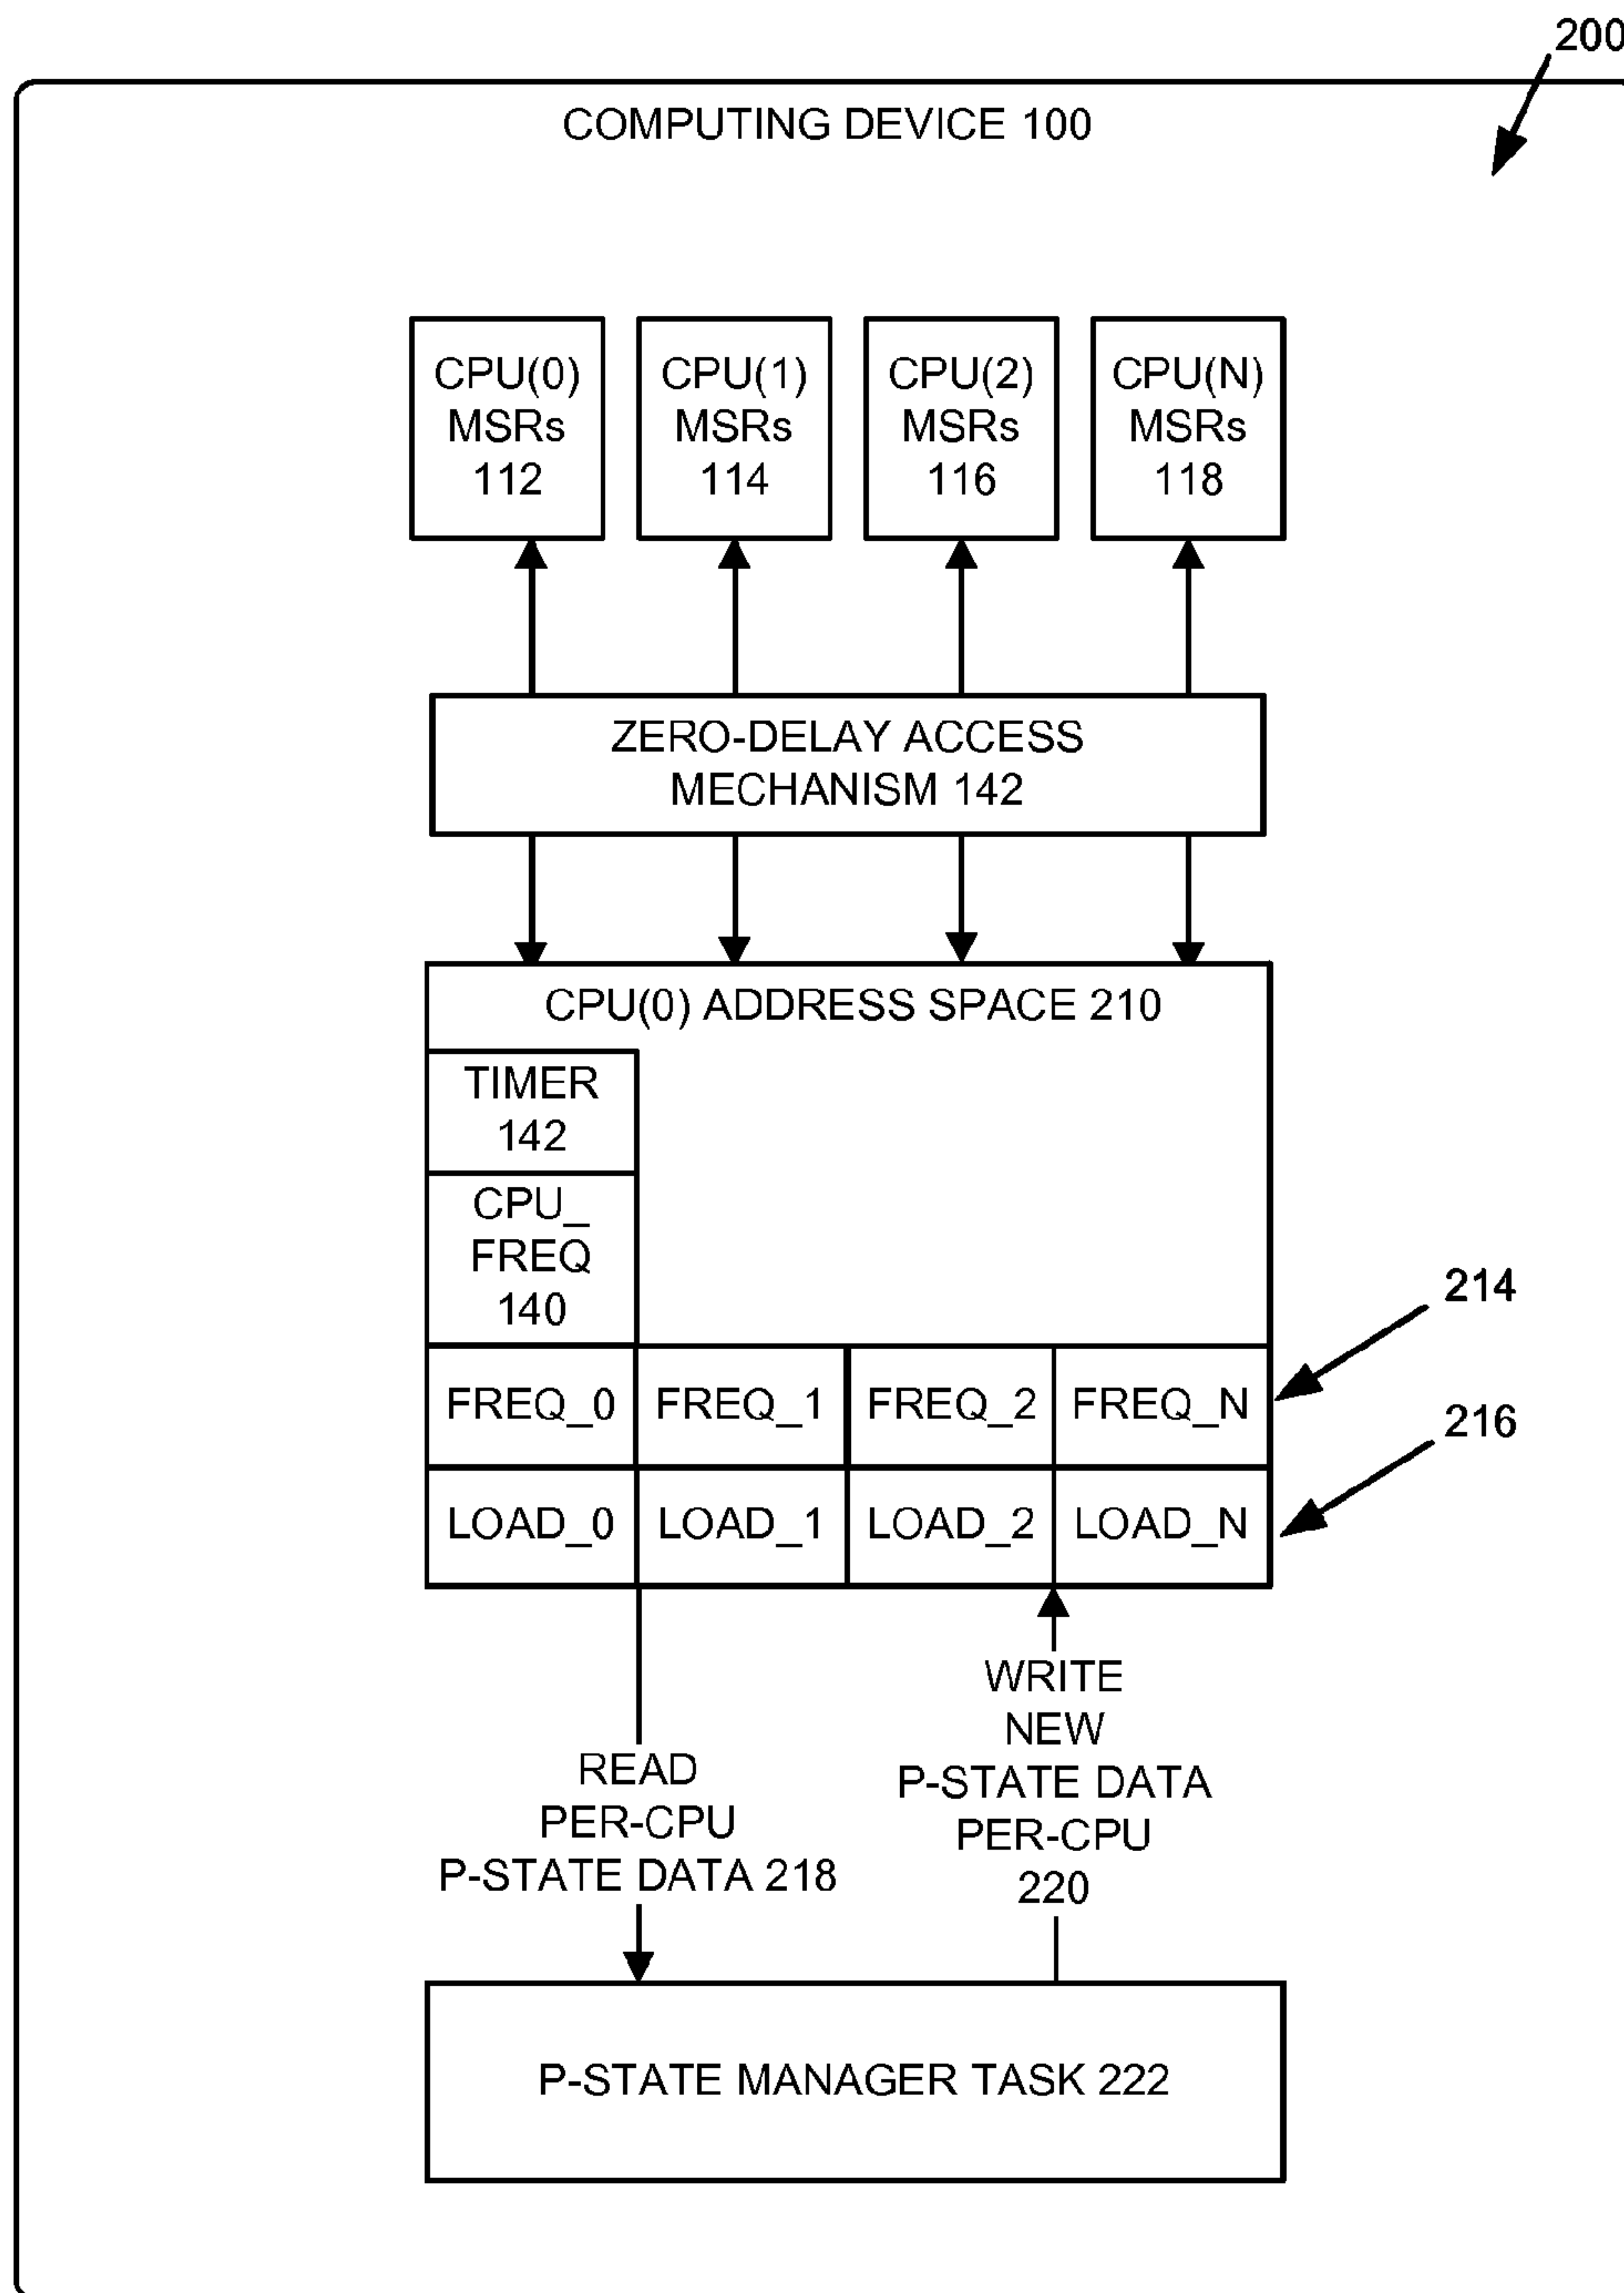 200
COMPUTING DEVICE 100
CPU(0)
MSRs
112
CPU(1)
MSRs
114
CPU(2)
MSRs
116
CPU(N)
MSRs
118
ZERO-DELAY ACCESS
MECHANISM 142
CPU(0) ADDRESS SPACE 210
TIMER
142
CPU_
FREQ
140
214
FREQ_0
FREQ_1
FREQ_2
FREQ_N
216
LOAD_0
LOAD_1
LOAD_2
LOAD_N
READ
PER-CPU
P-STATE DATA 218
WRITE
NEW
P-STATE DATA
PER-CPU
220
P-STATE MANAGER TASK 222